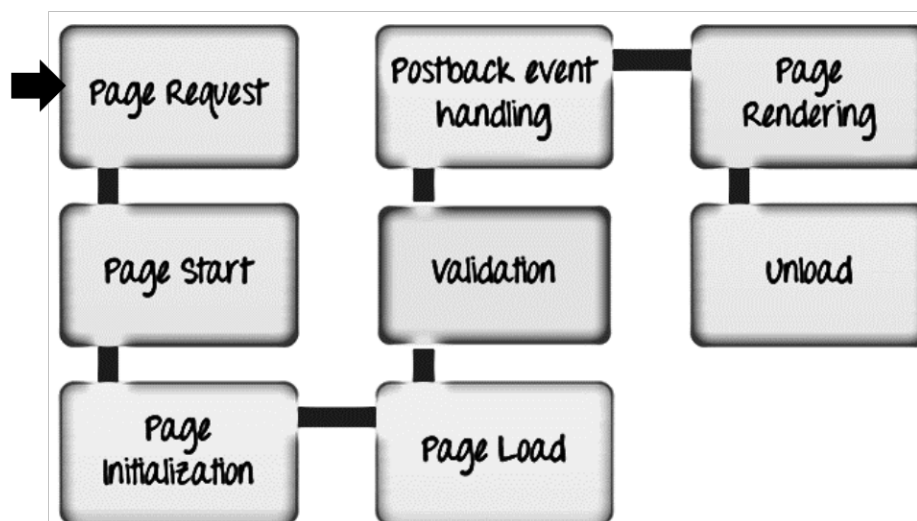 Page Request
Page Start
Page
Initialization
Page Load
Validation
Postback event
handling
Page
Rendering
Unload